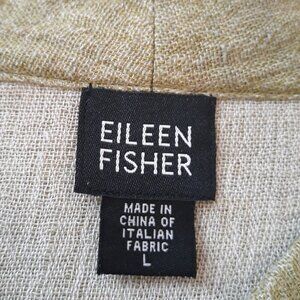 EILEEN
FISHER
MADE IN
CHINA OF
ITALIAN
FABRIC
L